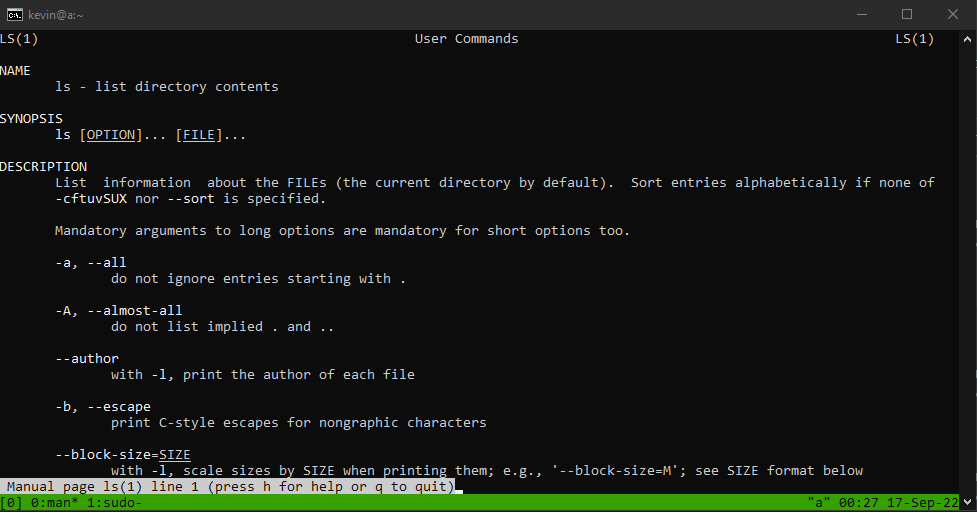 kevin@a:~
LS(1) User Commands LS(1)
NAME
ls - list directory contents
SYNOPSIS
ls [OPTION]... [FILE]...
DESCRIPTION
List information about the FILEs (the current directory by default). Sort entries alphabetically if none of
-cftuvSUX nor --sort is specified.
Mandatory arguments to long options are mandatory for short options too.
-a, --all
do not ignore entries starting with .
-A, --almost-all
do not list implied . and ..
--author
with -l, print the author of each file
-b, --escape
print C-style escapes for nongraphic characters
--block-size=SIZE
with -l, scale sizes by SIZE when printing them; e.g., '--block-size=M'; see SIZE format below
Manual page ls(1) line 1 (press h for help or q to quit)
[0] 0:man* 1:sudo- "a" 00:27 17-Sep-22